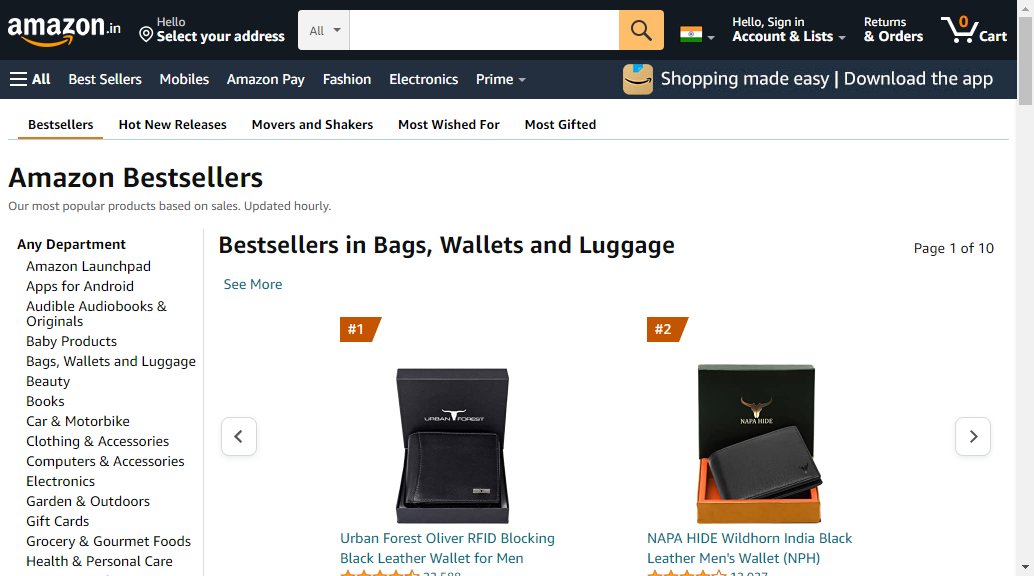 amazon.in
Hello
Select your address
All
Hello, Sign in
Account & Lists
Returns
& Orders
0
Cart
All
Best Sellers
Mobiles
Amazon Pay
Fashion
Electronics
Prime
Shopping made easy | Download the app
Bestsellers
Hot New Releases
Movers and Shakers
Most Wished For
Most Gifted
Amazon Bestsellers
Our most popular products based on sales. Updated hourly.
Any Department
Amazon Launchpad
Apps for Android
Audible Audiobooks &
Originals
Baby Products
Bags, Wallets and Luggage
Beauty
Books
Car & Motorbike
Clothing & Accessories
Computers & Accessories
Electronics
Garden & Outdoors
Gift Cards
Grocery & Gourmet Foods
Health & Personal Care
Bestsellers in Bags, Wallets and Luggage
Page 1 of 10
See More
#1
URBAN FOREST
Urban Forest Oliver RFID Blocking
Black Leather Wallet for Men
#2
NAPA HIDE
NAPA HIDE Wildhorn India Black
Leather Men's Wallet (NPH)